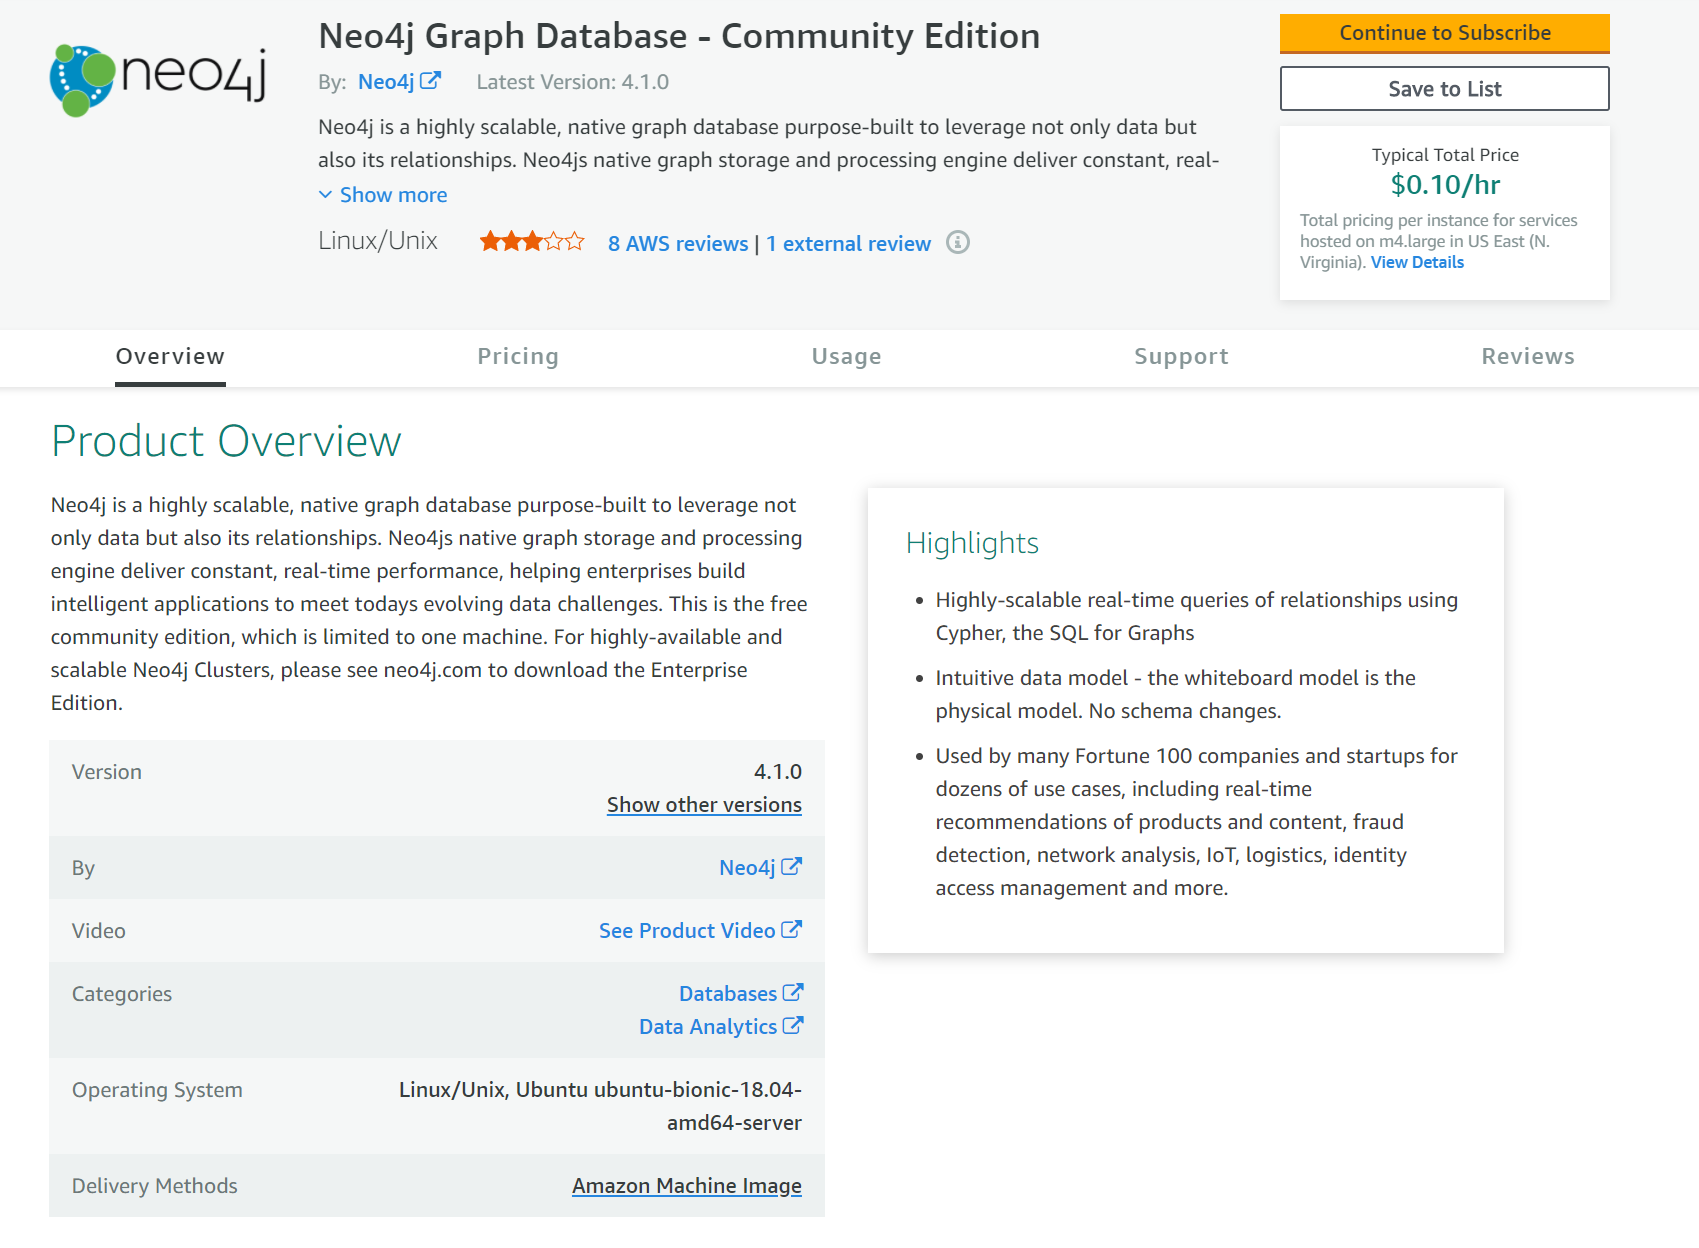 neo4j
Neo4j Graph Database - Community Edition
By: Neo4j Latest Version: 4.1.0
Neo4j is a highly scalable, native graph database purpose-built to leverage not only data but
also its relationships. Neo4js native graph storage and processing engine deliver constant, real-
Show more
Linux/Unix 8 AWS reviews | 1 external review
Continue to Subscribe
Save to List
Typical Total Price
$0.10/hr
Total pricing per instance for services
hosted on m4.large in US East (N.
Virginia). View Details
Overview Pricing Usage Support Reviews
Product Overview
Neo4j is a highly scalable, native graph database purpose-built to leverage not
only data but also its relationships. Neo4js native graph storage and processing
engine deliver constant, real-time performance, helping enterprises build
intelligent applications to meet todays evolving data challenges. This is the free
community edition, which is limited to one machine. For highly-available and
scalable Neo4j Clusters, please see neo4j.com to download the Enterprise
Edition.
Version 4.1.0
Show other versions
By Neo4j
Video See Product Video
Categories Databases
Data Analytics
Operating System Linux/Unix, Ubuntu ubuntu-bionic-18.04-
amd64-server
Delivery Methods Amazon Machine Image
Highlights
• Highly-scalable real-time queries of relationships using
Cypher, the SQL for Graphs
• Intuitive data model - the whiteboard model is the
physical model. No schema changes.
• Used by many Fortune 100 companies and startups for
dozens of use cases, including real-time
recommendations of products and content, fraud
detection, network analysis, IoT, logistics, identity
access management and more.